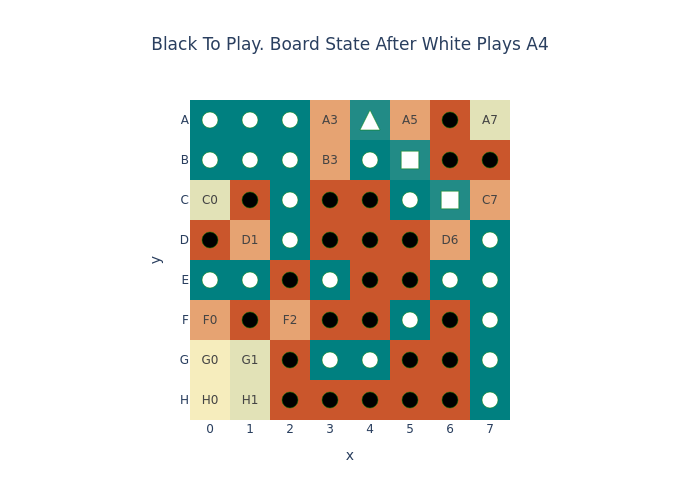 Black To Play. Board State After White Plays A4
A A3 A5 A7
B B3
C C0 C7
D D1 D6
y
E
F F0 F2
G G0 G1
H H0 H1
0 1 2 3 4 5 6 7
x